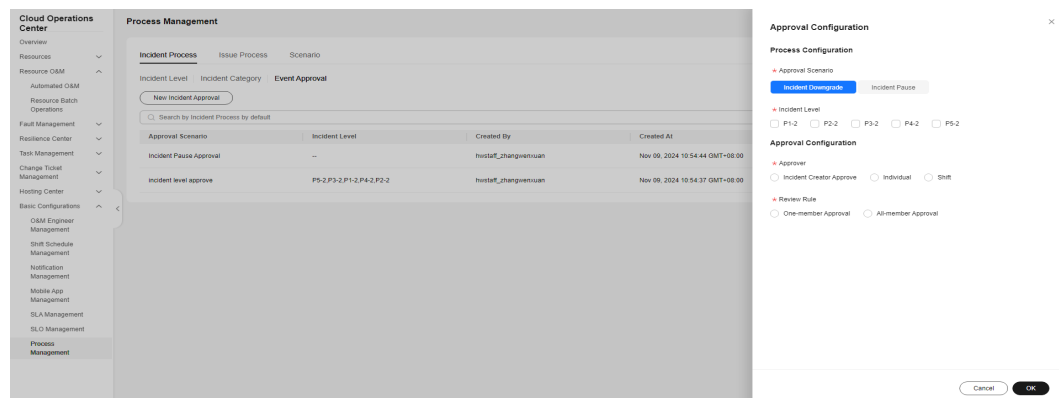 Cloud Operations
Center
Overview
Resources
Resource O&M
Automated O&M
Resource Batch
Operations
Fault Management
Resilience Center
Task Management
Change Ticket
Management
Hosting Center
Basic Configurations
O&M Engineer
Management
Shift Schedule
Management
Notification
Management
Mobile App
Management
SLA Management
SLO Management
Process
Management
Process Management
Incident Process Issue Process Scenario
Incident Level Incident Category Event Approval
New Incident Approval
Search by Incident Process by default
Approval Scenario Incident Level Created By Created At
Incident Pause Approval -- hwstaff_zhangwenxuan Nov 09, 2024 10:54:44 GMT+08:00
incident level approve P5-2,P3-2,P1-2,P4-2,P2-2 hwstaff_zhangwenxuan Nov 09, 2024 10:54:37 GMT+08:00
Approval Configuration
Process Configuration
* Approval Scenario
Incident Downgrade Incident Pause
* Incident Level
P1-2 P2-2 P3-2 P4-2 P5-2
Approval Configuration
* Approver
Incident Creator Approve Individual Shift
* Review Rule
One-member Approval All-member Approval
Cancel OK